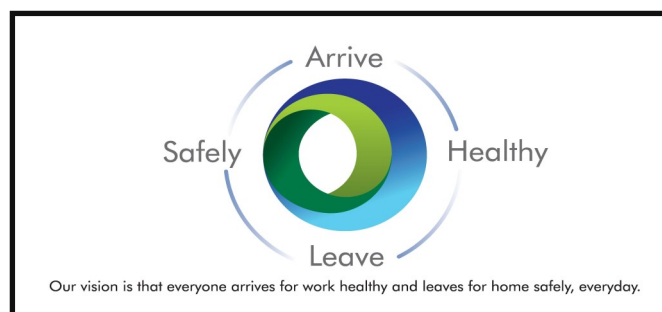 Arrive
Safely Healthy
Leave
Our vision is that everyone arrives for work healthy and leaves for home safely, everyday.